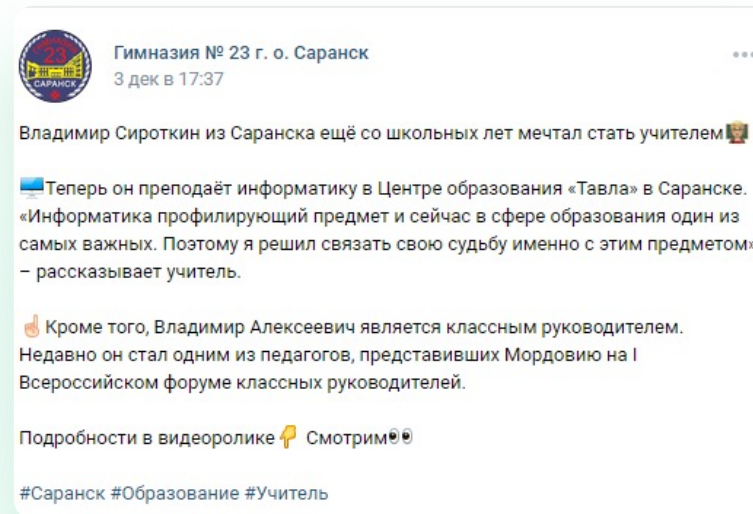 ГИМНАЗИЯ
23
САРАНСК
Гимназия № 23 г. о. Саранск
3 дек в 17:37
Владимир Сироткин из Саранска ещё со школьных лет мечтал стать учителем👨🏼‍🏫
🖥Теперь он преподаёт информатику в Центре образования «Тавла» в Саранске.
«Информатика профилирующий предмет и сейчас в сфере образования один из
самых важных. Поэтому я решил связать свою судьбу именно с этим предметом»
– рассказывает учитель.
☝🏻Кроме того, Владимир Алексеевич является классным руководителем.
Недавно он стал одним из педагогов, представивших Мордовию на I
Всероссийском форуме классных руководителей.
Подробности в видеоролике👇 Смотрим👀
#Саранск #Образование #Учитель